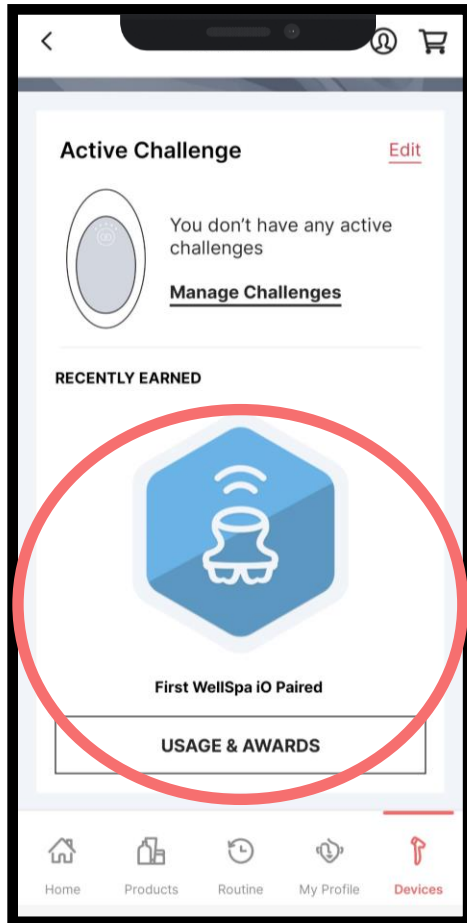 Active Challenge
Edit
You don't have any active
challenges
Manage Challenges
RECENTLY EARNED
First WellSpa iO Paired
USAGE & AWARDS
Home Products Routine My Profile Devices